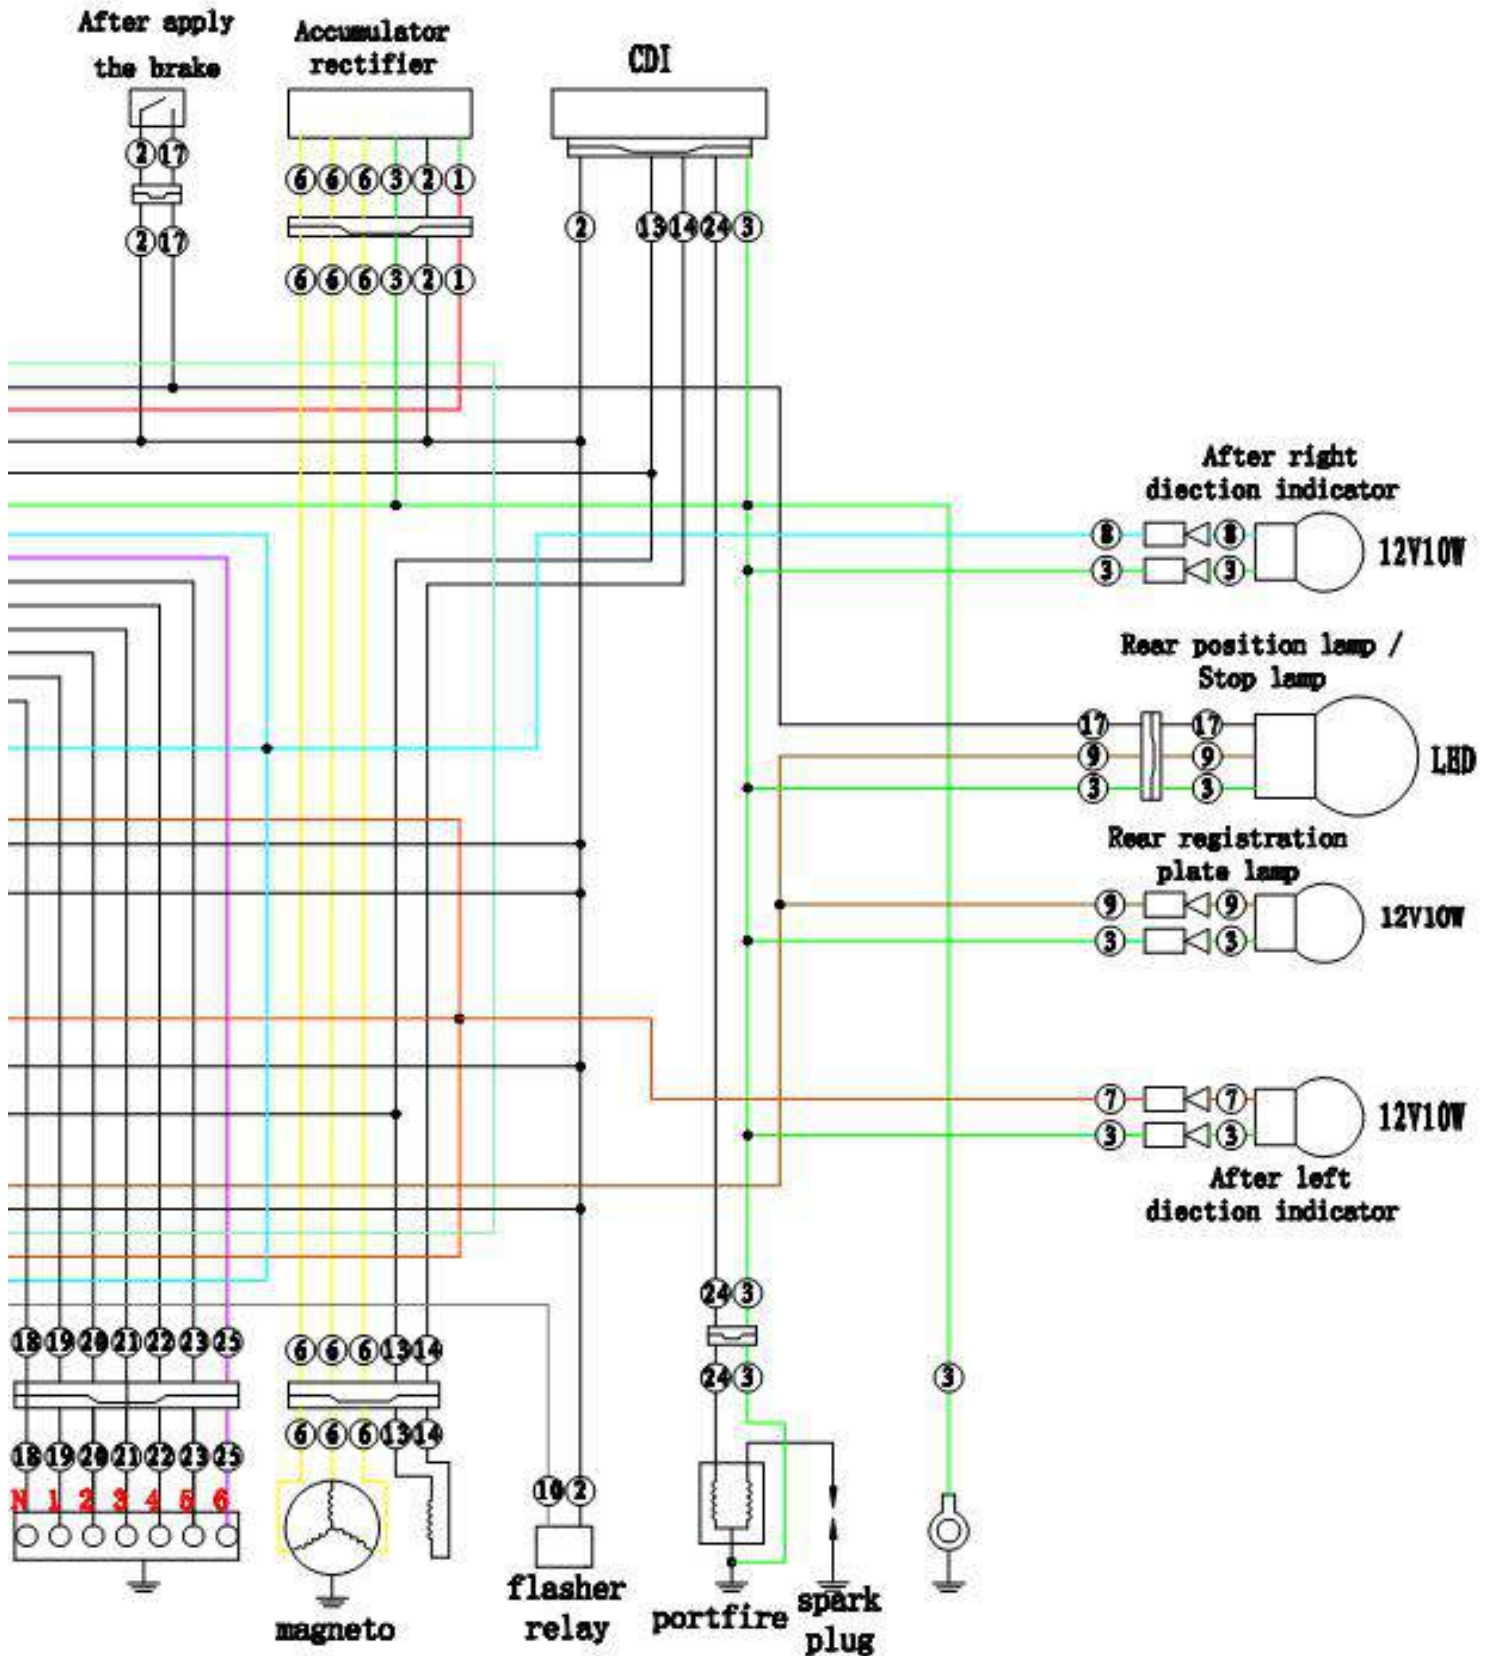 After apply
the brake
Accumulator
rectifier
CDI
2 17
2 17
6 6 6 3 2 1
6 6 6 3 2 1
2 13 14 24 3
After right
diection indicator
8 8
3 3
12V10W
Rear position lamp /
Stop lamp
17 17
9 9
3 3
LED
Rear registration
plate lamp
9 9
3 3
12V10W
7 7
3 3
12V10W
After left
diection indicator
24 3
24 3
3
18 19 20 21 22 23 25
18 19 20 21 22 23 25
N 1 2 3 4 5 6
6 6 6 13 14
6 6 6 13 14
10 2
magneto
flasher
relay
portfire
spark
plug